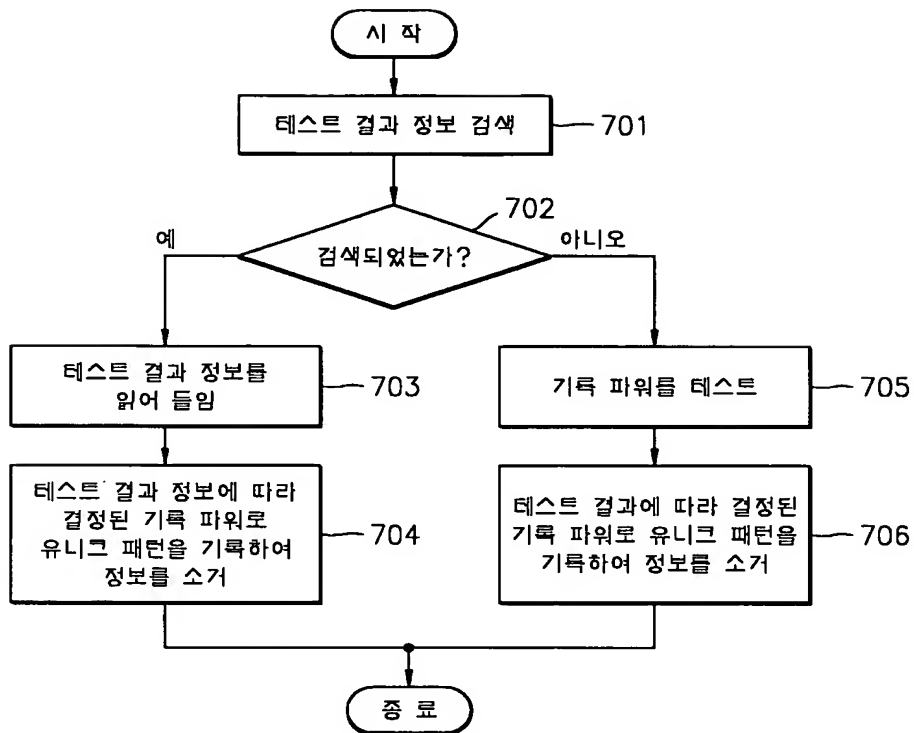 시 작
테스트 결과 정보 검색
701
702
예
검색되었는가?
아니오
테스트 결과 정보를
읽어 들임
703
기록 파워를 테스트
705
테스트 결과 정보에 따라
결정된 기록 파워로
유니크 패턴을 기록하여
정보를 소거
704
테스트 결과에 따라 결정된
기록 파워로 유니크 패턴을
기록하여 정보를 소거
706
종 료